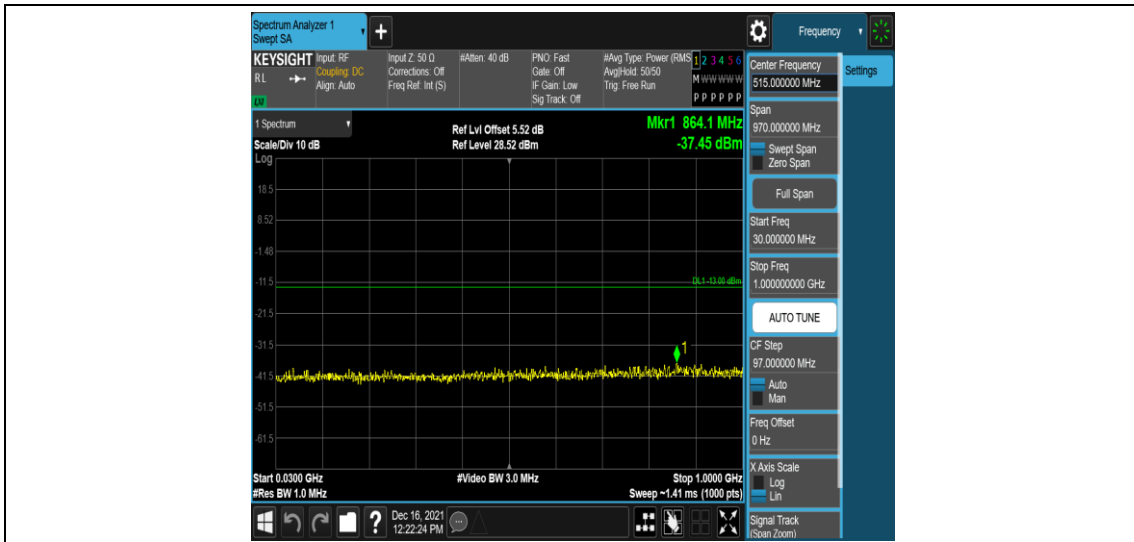 Spectrum Analyzer 1
Swept SA
+
Frequency
KEYSIGHT
RL
LXI
Input: RF
Coupling: DC
Align: Auto
Input Z: 50 Ω
Corrections: Off
Freq Ref: Int (S)
#Atten: 40 dB
PNO: Fast
Gate: Off
IF Gain: Low
Sig Track: Off
#Avg Type: Power (RMS
Avg|Hold: 50/50
Trig: Free Run
1 2 3 4 5 6
M W W W W W
P P P P P P
1 Spectrum
Scale/Div 10 dB
Log
Ref Lvl Offset 5.52 dB
Ref Level 28.52 dBm
Mkr1 864.1 MHz
-37.45 dBm
18.5
8.52
-1.48
-11.5
DL1 -13.00 dBm
-21.5
-31.5
1
-41.5
-51.5
-61.5
Start 0.0300 GHz
#Res BW 1.0 MHz
#Video BW 3.0 MHz
Stop 1.0000 GHz
Sweep ~1.41 ms (1000 pts)
?
Dec 16, 2021
12:22:24 PM
Center Frequency
515.000000 MHz
Settings
Span
970.000000 MHz
Swept Span
Zero Span
Full Span
Start Freq
30.000000 MHz
Stop Freq
1.000000000 GHz
AUTO TUNE
CF Step
97.000000 MHz
Auto
Man
Freq Offset
0 Hz
X Axis Scale
Log
Lin
Signal Track
(Span Zoom)